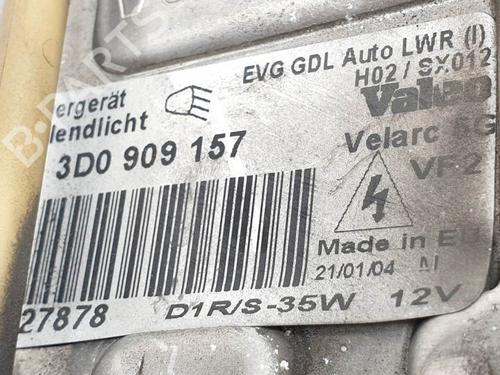 EVG GDL Auto LWR (I)
H02 / SX012
ergerät
lendlicht
Valeo
3D0 909 157
Velarc
VF2
Made in EU
21/01/04
27878
D1R/S-35W 12V
B-PARTS